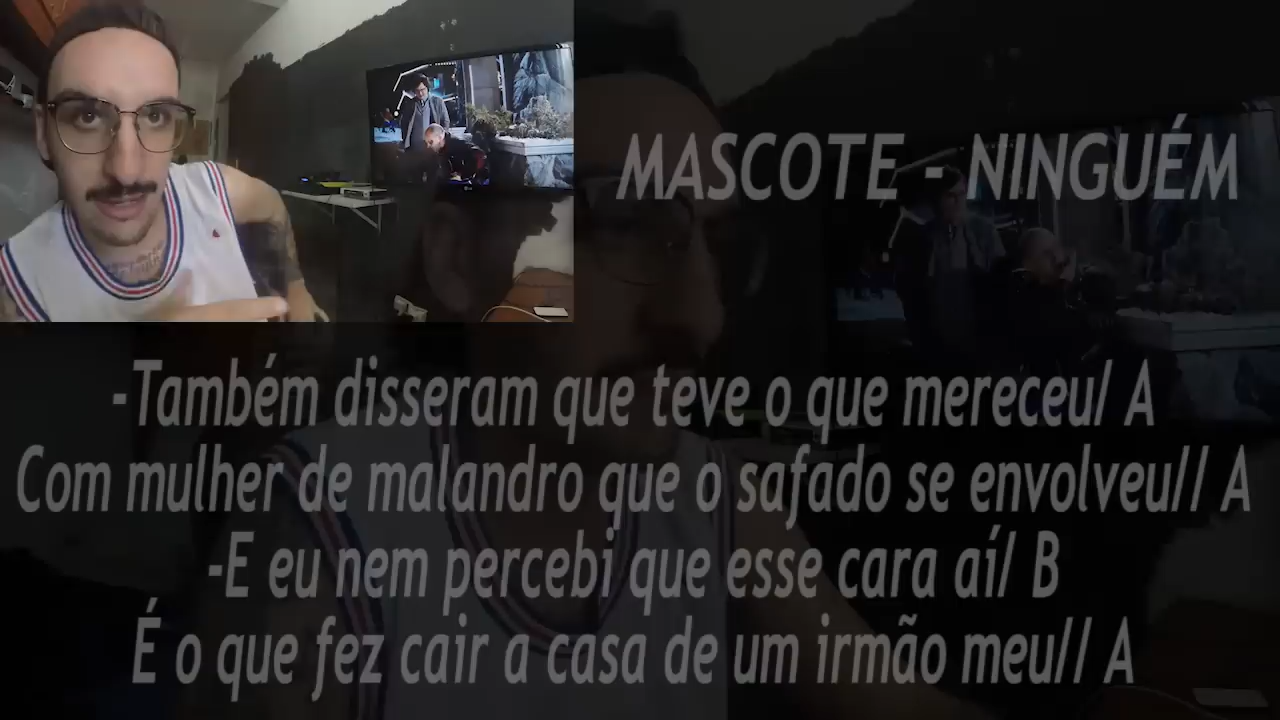 MASCOTE - NINGUÉM
-Também disseram que teve o que mereceu/ A
Com mulher de malandro que o safado se envolveu// A
-E eu nem percebi que esse cara aí/ B
É o que fez cair a casa de um irmão meu// A